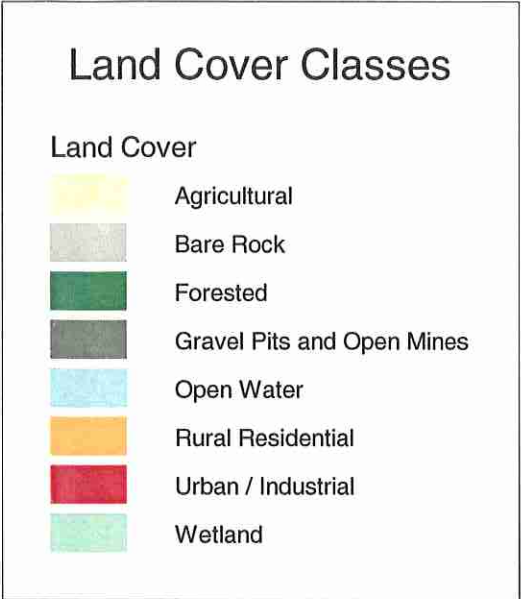 Land Cover Classes
Land Cover
Agricultural
Bare Rock
Forested
Gravel Pits and Open Mines
Open Water
Rural Residential
Urban / Industrial
Wetland